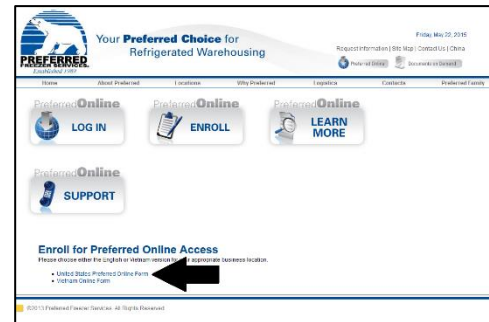 Your Preferred Choice for
Refrigerated Warehousing
Friday, May 22, 2015
Request Information | Site Map | Contact Us | China
Preferred Online
Documents on Demand
PREFERRED
FREEZER SERVICES
Established 1989
Home About Preferred Locations Why Preferred Logistics Contacts Preferred Family
PreferredOnline
LOG IN
PreferredOnline
ENROLL
PreferredOnline
LEARN
MORE
PreferredOnline
SUPPORT
Enroll for Preferred Online Access
Please choose either the English or Vietnam version for your appropriate business location.
United States Preferred Online Form
Vietnam Online Form
©2013 Preferred Freezer Services. All Rights Reserved